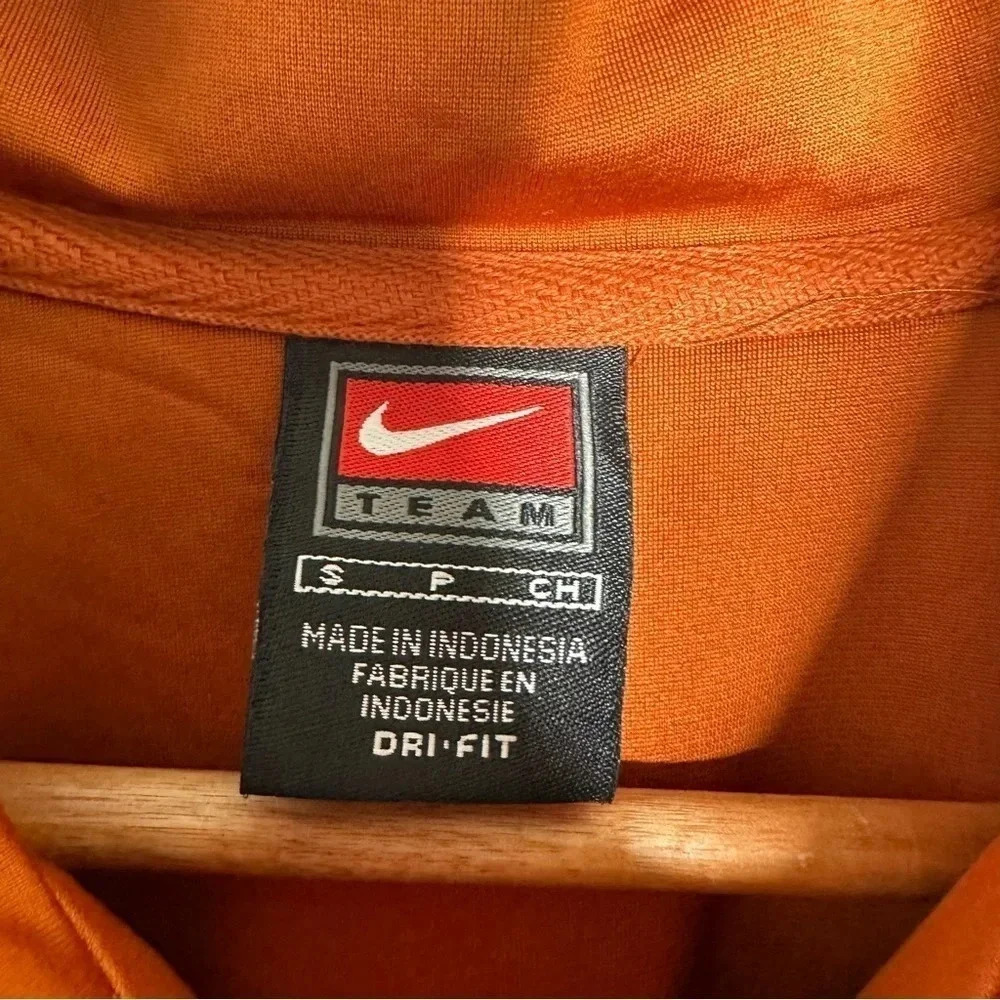 TEAM
S P CH
MADE IN INDONESIA
FABRIQUE EN
INDONESIE
DRI·FIT